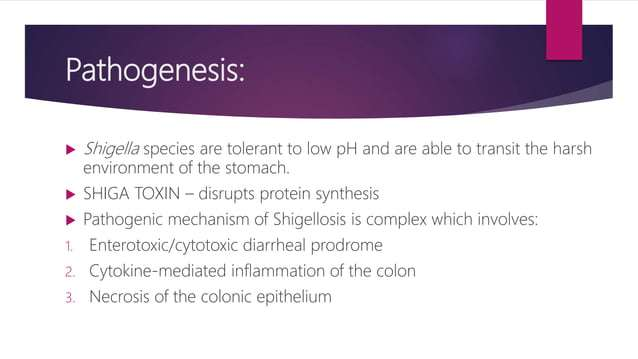 Pathogenesis:
Shigella species are tolerant to low pH and are able to transit the harsh
environment of the stomach.
SHIGA TOXIN – disrupts protein synthesis
Pathogenic mechanism of Shigellosis is complex which involves:
1. Enterotoxic/cytotoxic diarrheal prodrome
2. Cytokine-mediated inflammation of the colon
3. Necrosis of the colonic epithelium